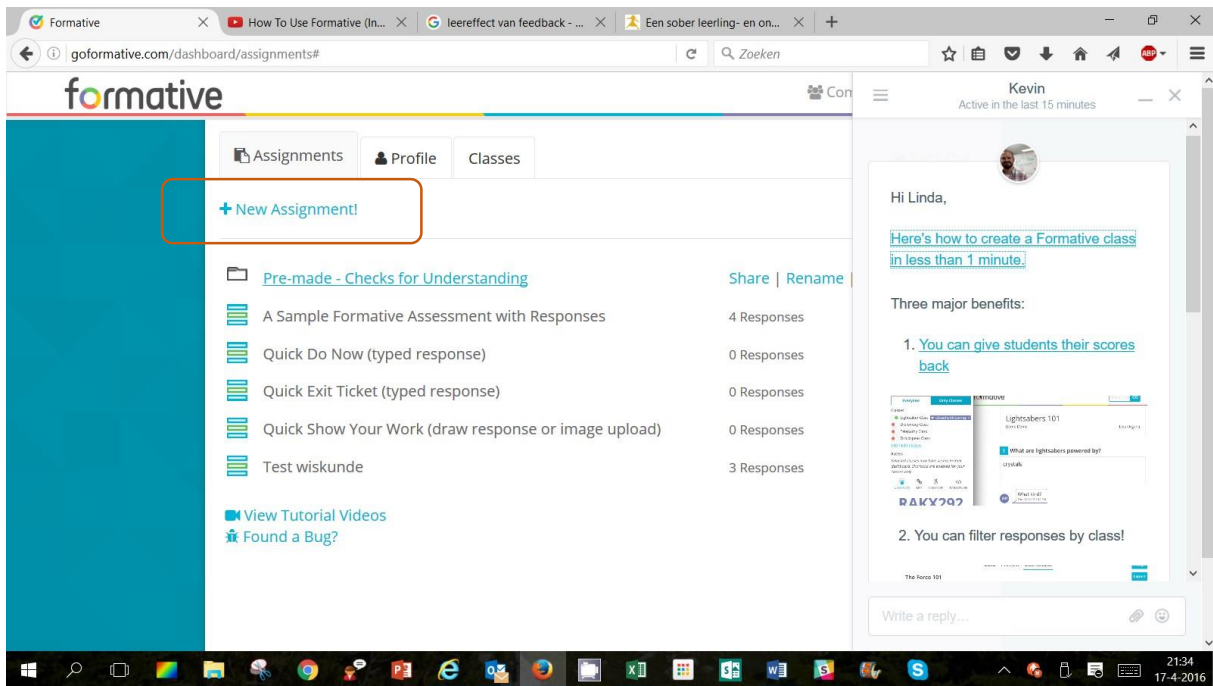 Formative
How To Use Formative (In...
leereffect van feedback - ...
Een sober leerling- en on...
goformative.com/dashboard/assignments#
Zoeken
ABP
formative
Com
Kevin
Active in the last 15 minutes
Assignments
Profile
Classes
+ New Assignment!
Pre-made - Checks for Understanding
Share | Rename |
A Sample Formative Assessment with Responses
4 Responses
Quick Do Now (typed response)
0 Responses
Quick Exit Ticket (typed response)
0 Responses
Quick Show Your Work (draw response or image upload)
0 Responses
Test wiskunde
3 Responses
View Tutorial Videos
Found a Bug?
Hi Linda,
Here's how to create a Formative class
in less than 1 minute.
Three major benefits:
1. You can give students their scores
back
Lightsabers 101
What are lightsabers powered by?
crystals
What kind?
RAKX292
2. You can filter responses by class!
The Force 101
Write a reply...
21:34
17-4-2016